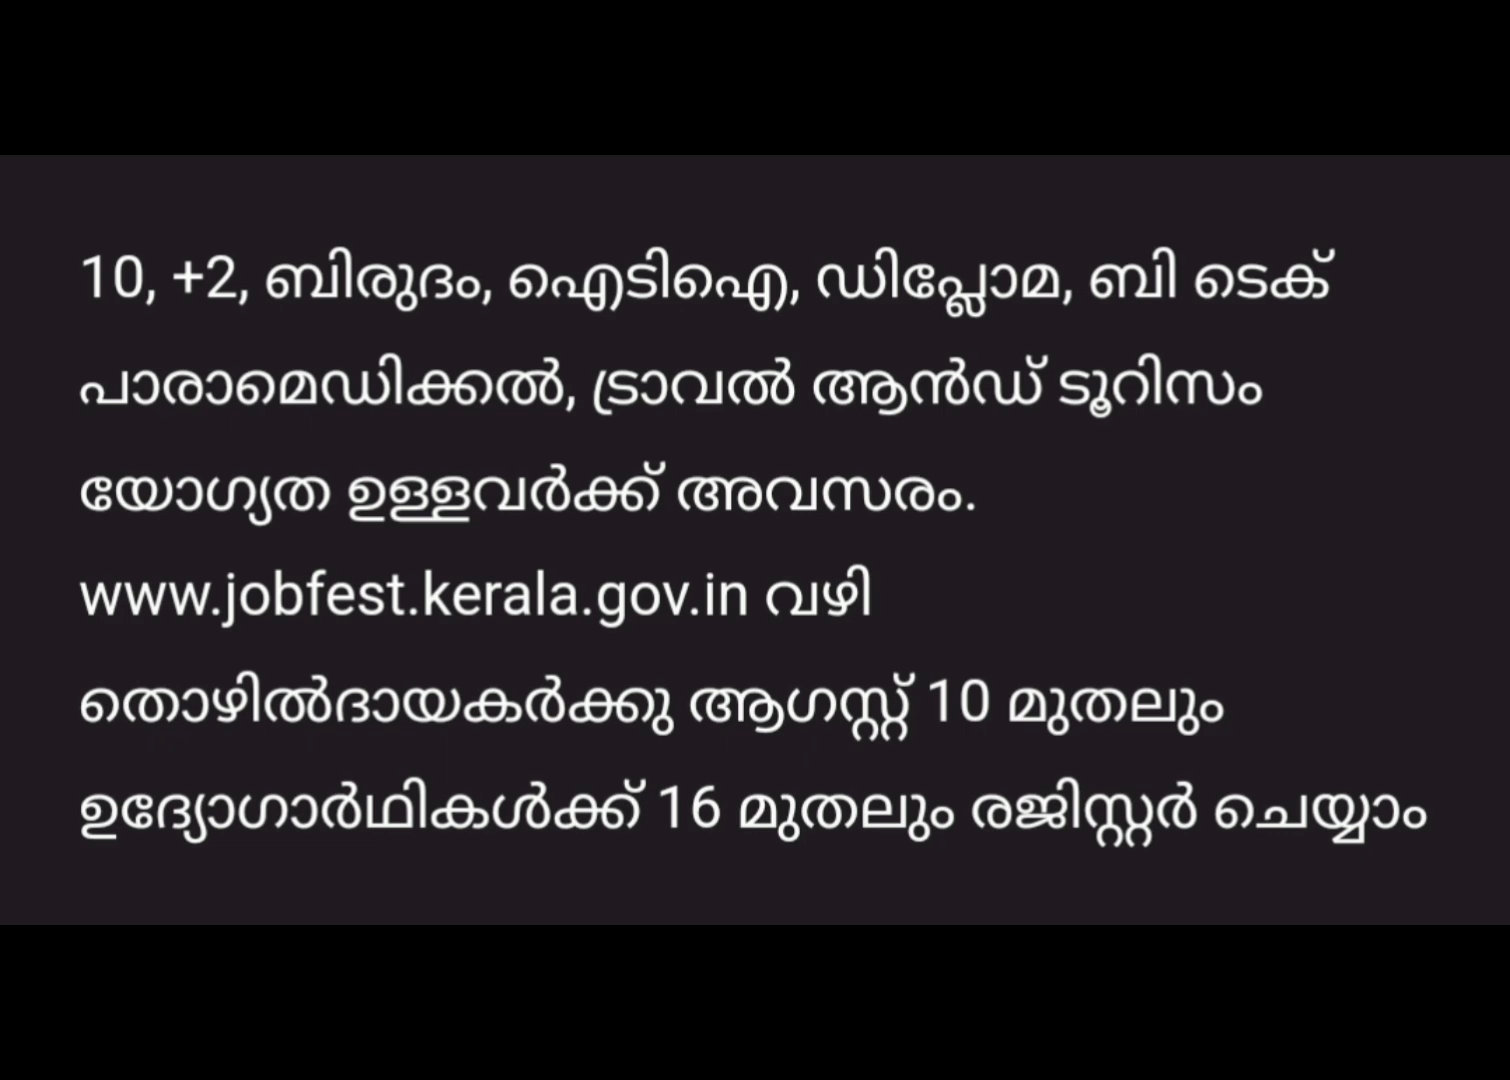 10, +2, ബിരുദം, ഐടിഐ, ഡിപ്ലോമ, ബി ടെക്
പാരാമെഡിക്കൽ, ട്രാവൽ ആൻഡ് ടൂറിസം
യോഗ്യത ഉള്ളവർക്ക് അവസരം.
www.jobfest.kerala.gov.in വഴി
തൊഴിൽദായകർക്കു ആഗസ്റ്റ് 10 മുതലും
ഉദ്യോഗാർഥികൾക്ക് 16 മുതലും രജിസ്റ്റർ ചെയ്യാം